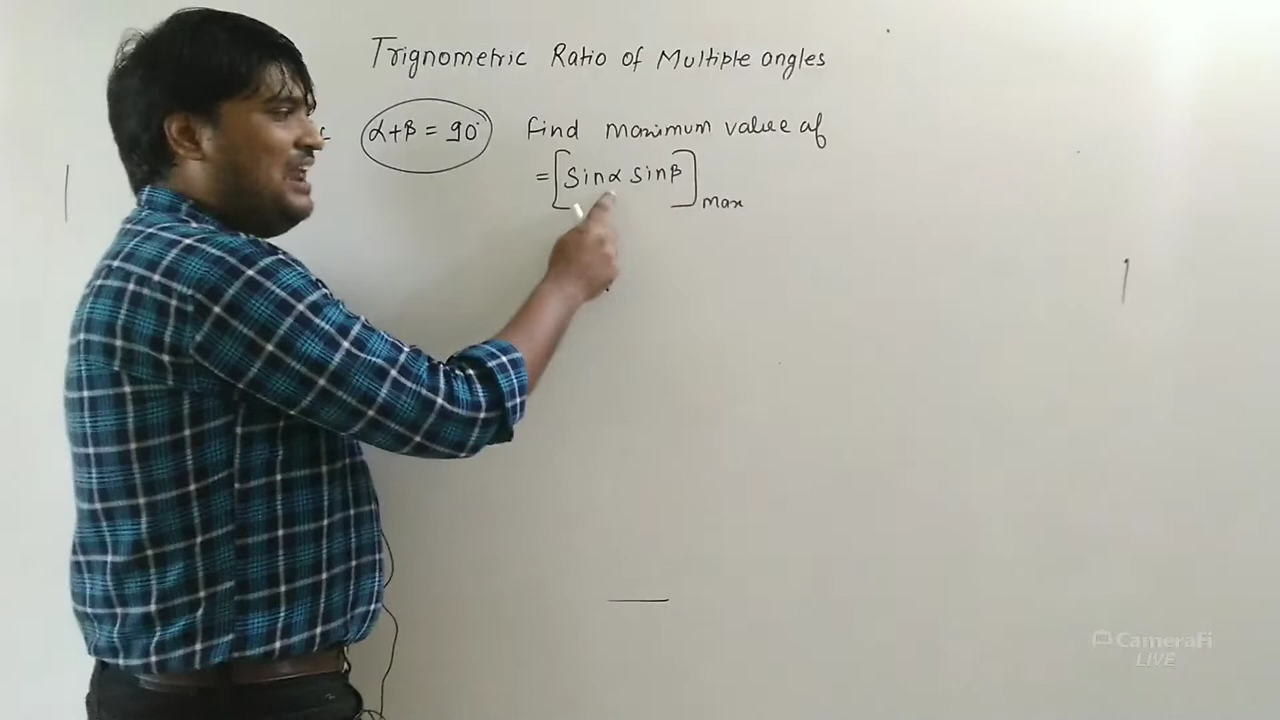 Trignometric Ratio of Multiple angles
α+β = 90° find maximum value of
= [sinα sinβ] max
CameraFi
LIVE